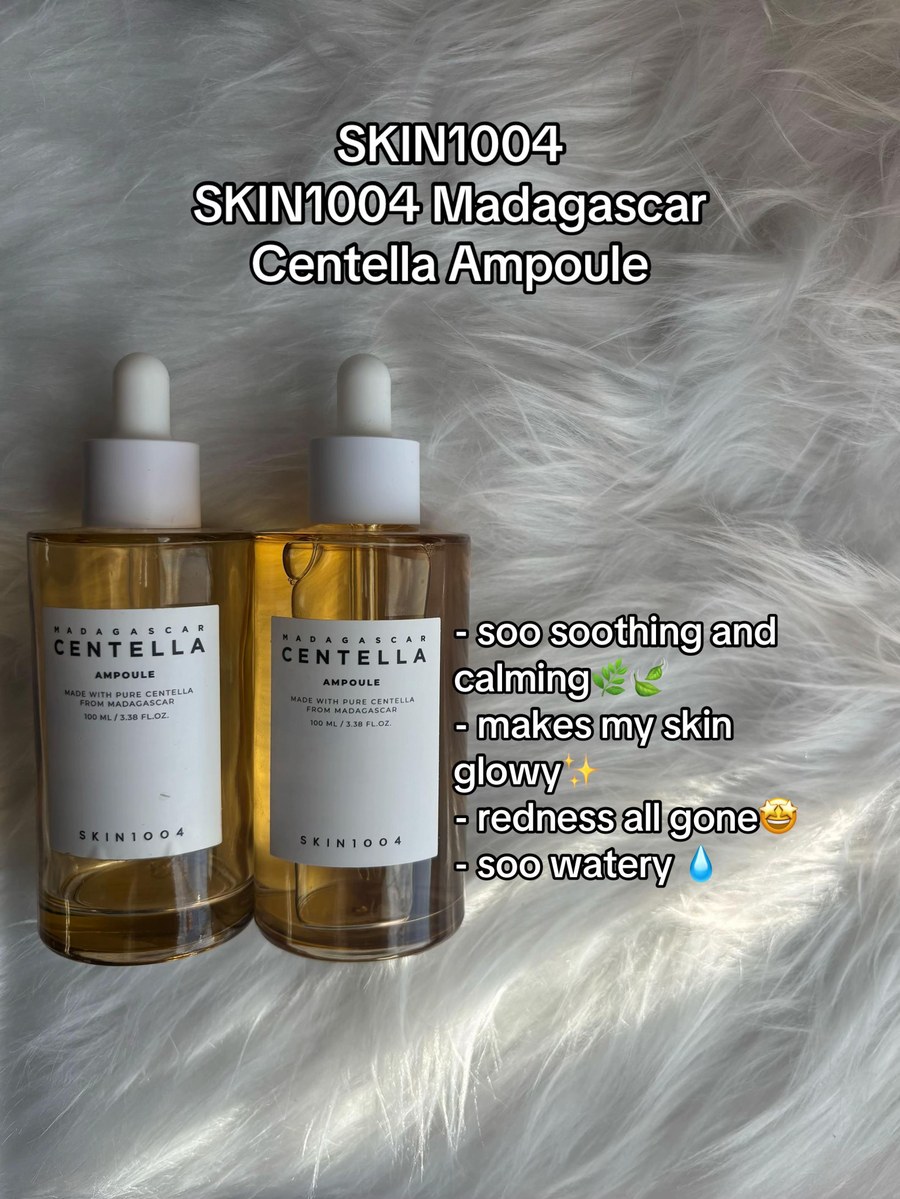 SKIN1004
SKIN1004 Madagascar
Centella Ampoule
MADAGASCAR
CENTELLA
AMPOULE
MADE WITH PURE CENTELLA
FROM MADAGASCAR
100 ML / 3.38 FL.OZ.
SKIN1004
MADAGASCAR
CENTELLA
AMPOULE
MADE WITH PURE CENTELLA
FROM MADAGASCAR
100 ML / 3.38 FL.OZ.
SKIN1004
- soo soothing and
calming🌿🍃
- makes my skin
glowy✨
- redness all gone🤩
- soo watery 💧